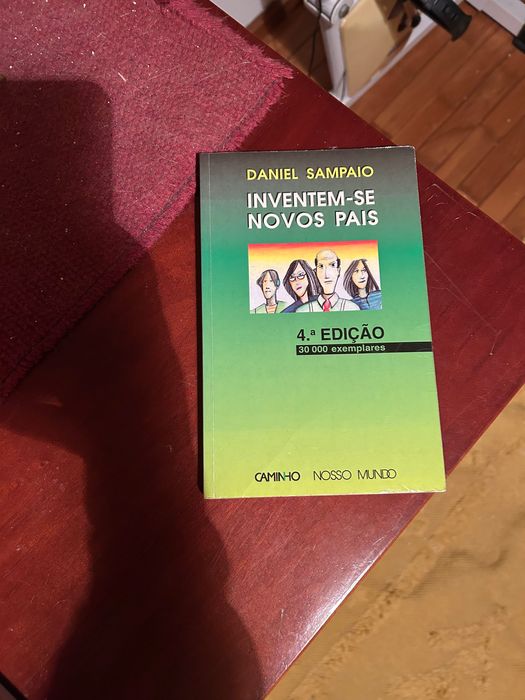 DANIEL SAMPAIO
INVENTEM-SE
NOVOS PAIS
4.ª EDIÇÃO
30 000 exemplares
CAMINHO NOSSO MUNDO